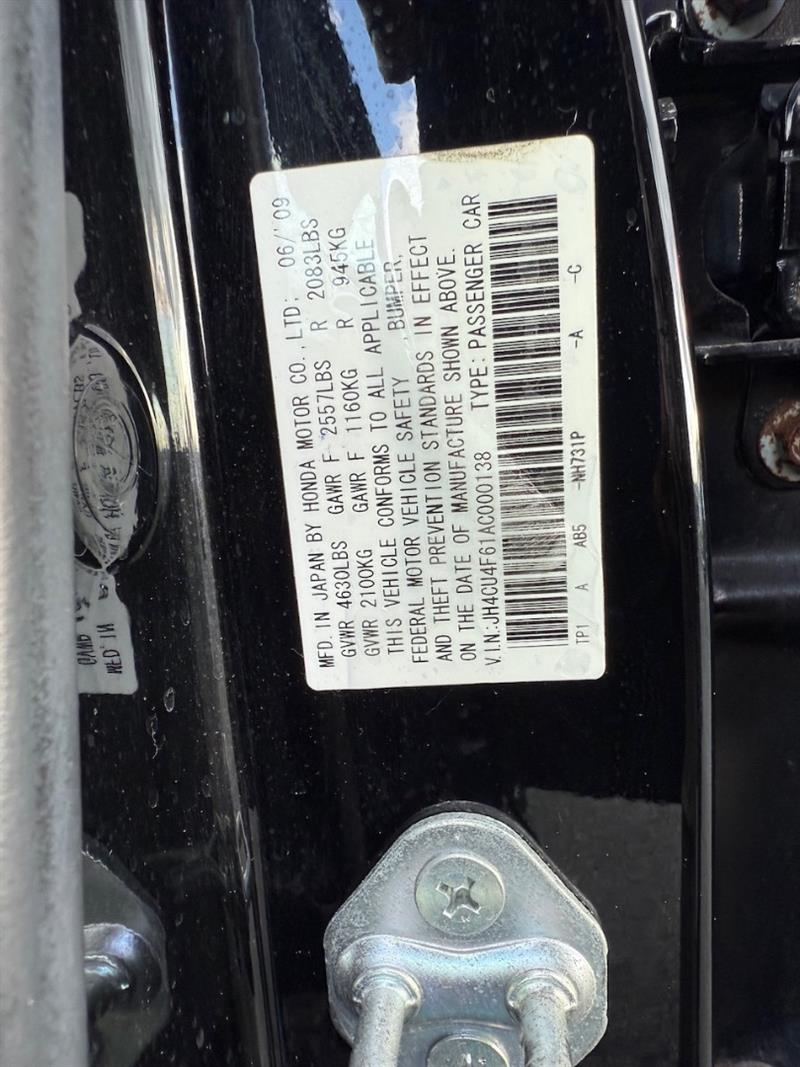 MFD. IN JAPAN BY HONDA MOTOR CO., LTD; 06/'09
GVWR 4630LBS GAWR F 2557LBS R 2083LBS
GVWR 2100KG GAWR F 1160KG R 945KG
THIS VEHICLE CONFORMS TO ALL APPLICABLE
FEDERAL MOTOR VEHICLE SAFETY BUMPER,
AND THEFT PREVENTION STANDARDS IN EFFECT
ON THE DATE OF MANUFACTURE SHOWN ABOVE.
V.I.N:JH4CU4F61AC000138 TYPE:PASSENGER CAR
TP1 / A AB5 -NH731P -A -C